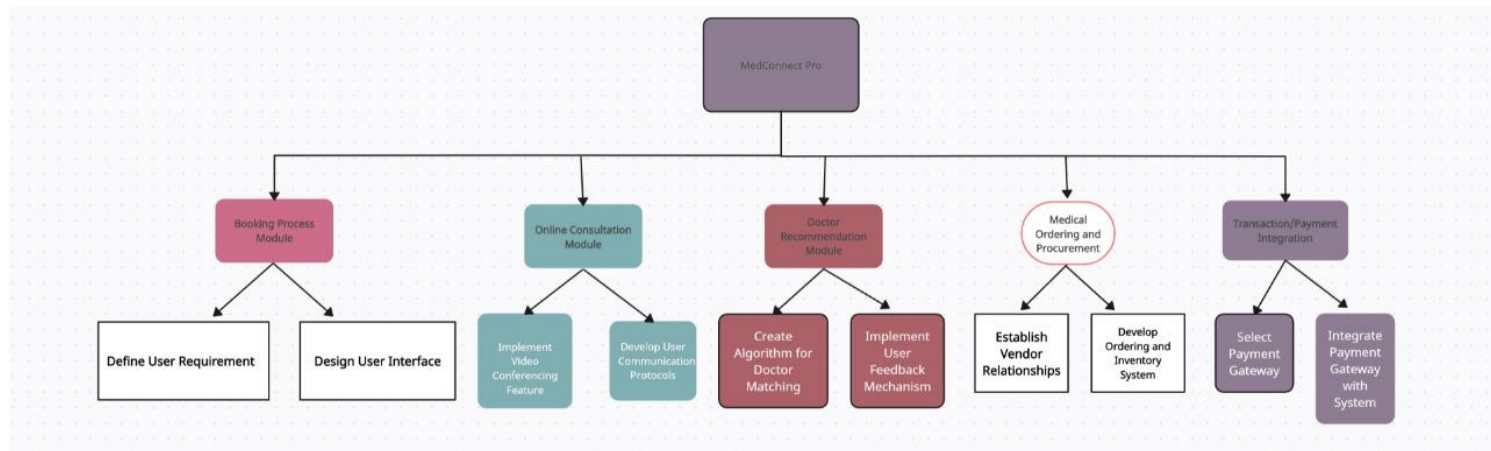 MedConnect Pro
Booking Process
Module
Online Consultation
Module
Doctor
Recommendation
Module
Medical
Ordering and
Procurement
Transaction/Payment
Integration
Define User Requirement
Design User Interface
Implement
Video
Conferencing
Feature
Develop User
Communication
Protocols
Create
Algorithm for
Doctor
Matching
Implement
User
Feedback
Mechanism
Establish
Vendor
Relationships
Develop
Ordering and
Inventory
System
Select
Payment
Gateway
Integrate
Payment
Gateway
with
System